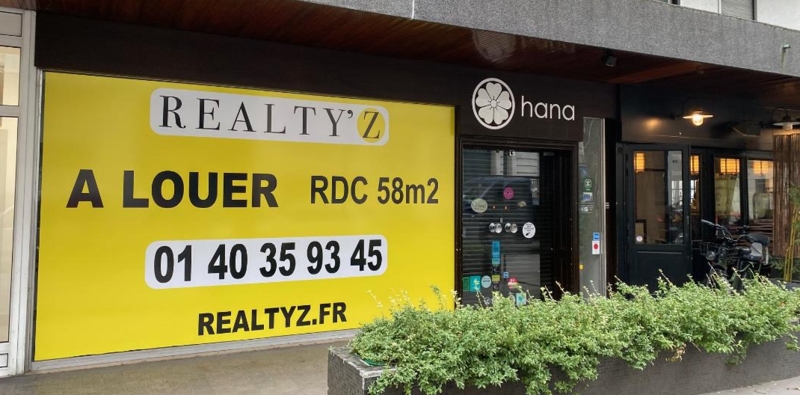 REALTY'Z
A LOUER RDC 58m2
01 40 35 93 45
REALTYZ.FR
hana